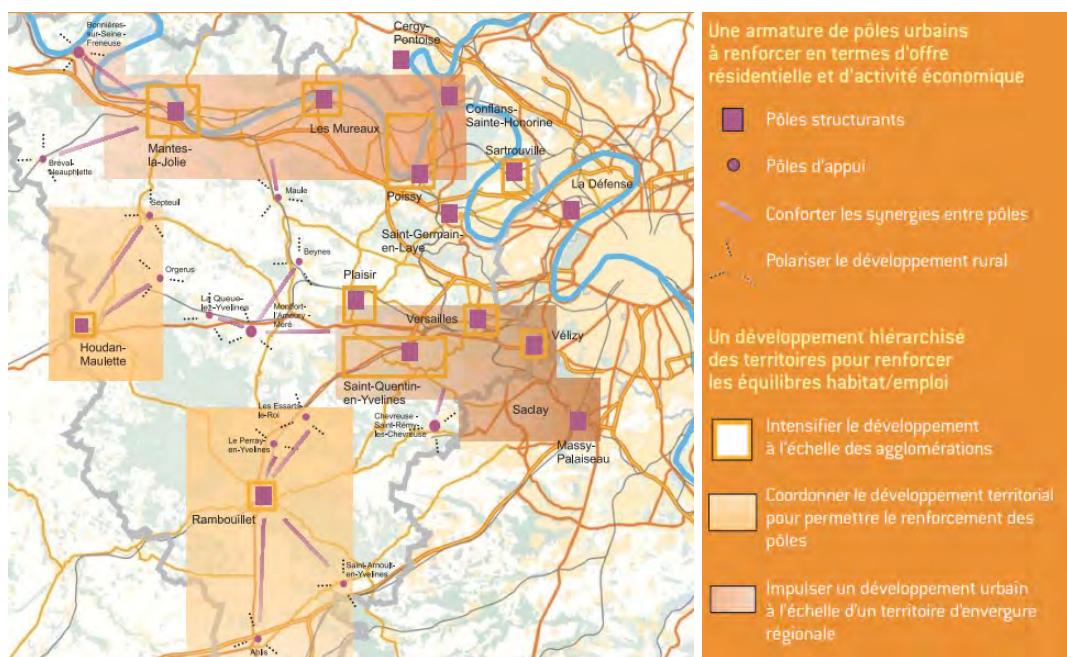 Bonnières-
sur-Seine-
Freneuse
Cergy-
Pontoise
Conflans-
Sainte-Honorine
Les Mureaux
Mantes-
la-Jolie
Sartrouville
La Défense
Bréval-
Neauphlette
Poissy
Maule
Septeuil
Saint-Germain-
en-Laye
Beynes
Orgerus
Plaisir
La Queue-
lez-Yvelines
Montfort-
l'Amaury -
Méré
Versailles
Vélizy
Houdan-
Maulette
Saint-Quentin-
en-Yvelines
Les Essarts-
le-Roi
Chevreuse -
Saint-Rémy-
les-Chevreuse
Saclay
Le Perray-
en-Yvelines
Massy-
Palaiseau
Rambouillet
Saint-Arnoult-
en-Yvelines
Ablis
Une armature de pôles urbains
à renforcer en termes d'offre
résidentielle et d'activité économique
Pôles structurants
Pôles d'appui
Conforter les synergies entre pôles
Polariser le développement rural
Un développement hiérarchisé
des territoires pour renforcer
les équilibres habitat/emploi
Intensifier le développement
à l'échelle des agglomérations
Coordonner le développement territorial
pour permettre le renforcement des
pôles
Impulser un développement urbain
à l'échelle d'un territoire d'envergure
régionale